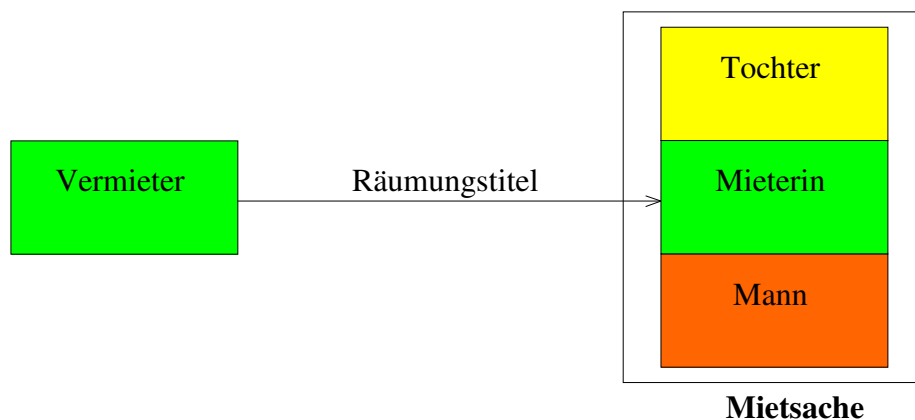 Tochter
Vermieter
Räumungstitel
Mieterin
Mann
Mietsache